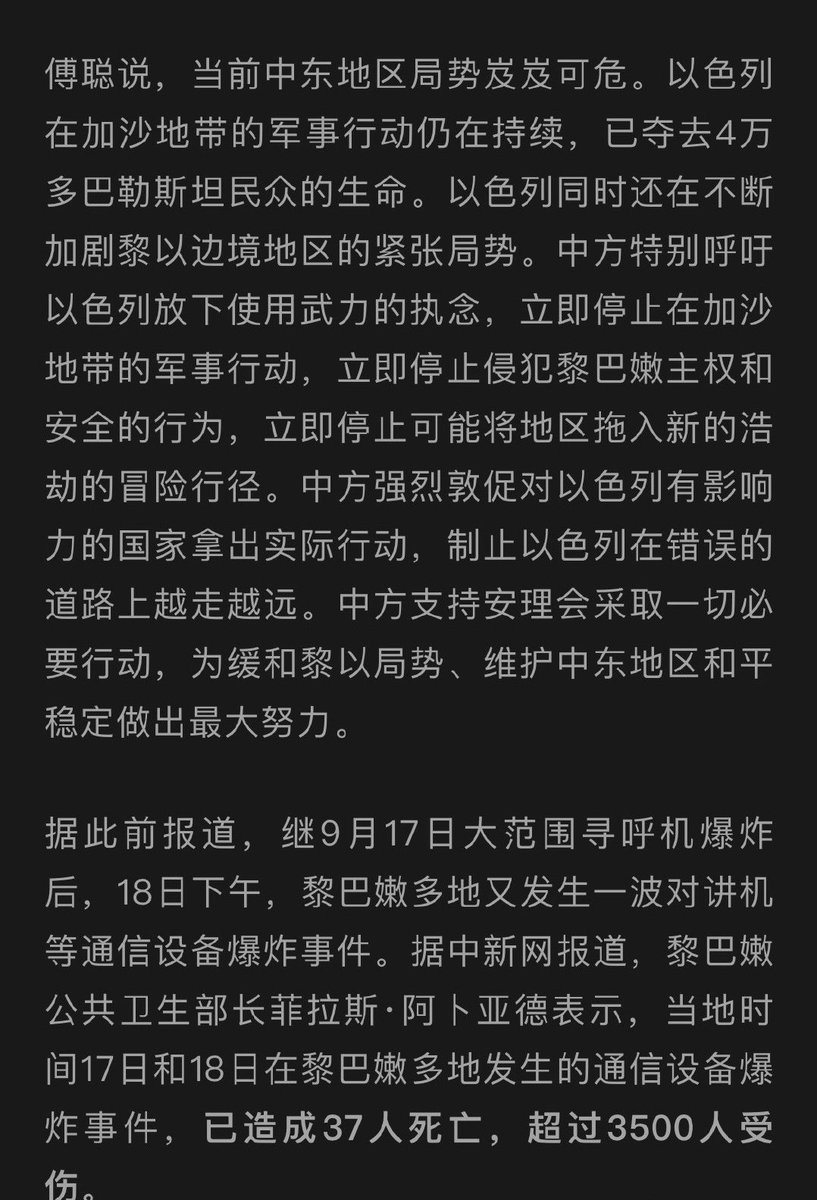 傅聪说，当前中东地区局势岌岌可危。以色列
在加沙地带的军事行动仍在持续，已夺去4万
多巴勒斯坦民众的生命。以色列同时还在不断
加剧黎以边境地区的紧张局势。中方特别呼吁
以色列放下使用武力的执念，立即停止在加沙
地带的军事行动，立即停止侵犯黎巴嫩主权和
安全的行为，立即停止可能将地区拖入新的浩
劫的冒险行径。中方强烈敦促对以色列有影响
力的国家拿出实际行动，制止以色列在错误的
道路上越走越远。中方支持安理会采取一切必
要行动，为缓和黎以局势、维护中东地区和平
稳定做出最大努力。
据此前报道，继9月17日大范围寻呼机爆炸
后，18日下午，黎巴嫩多地又发生一波对讲机
等通信设备爆炸事件。据中新网报道，黎巴嫩
公共卫生部长菲拉斯·阿卜亚德表示，当地时
间17日和18日在黎巴嫩多地发生的通信设备爆
炸事件，已造成37人死亡，超过3500人受
伤。